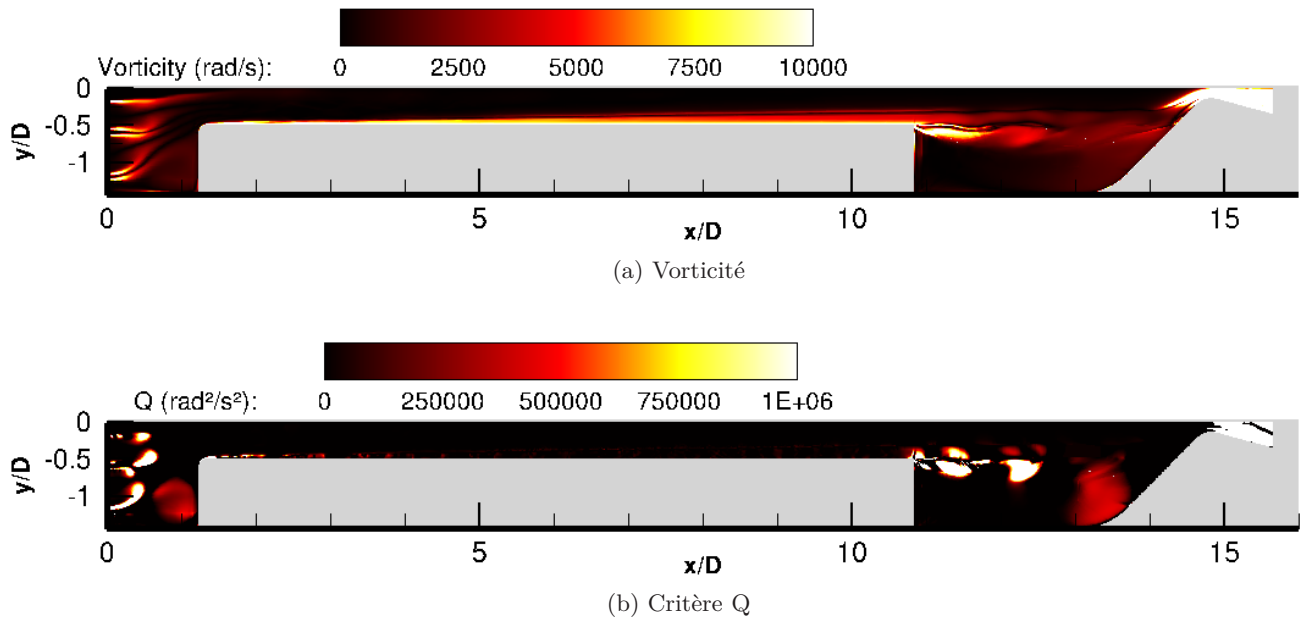 Vorticity (rad/s): 0 2500 5000 7500 10000
0
-0.5
-1
y/D
0 5 10 15
x/D
(a) Vorticité
Q (rad²/s²): 0 250000 500000 750000 1E+06
0
-0.5
-1
y/D
0 5 10 15
x/D
(b) Critère Q